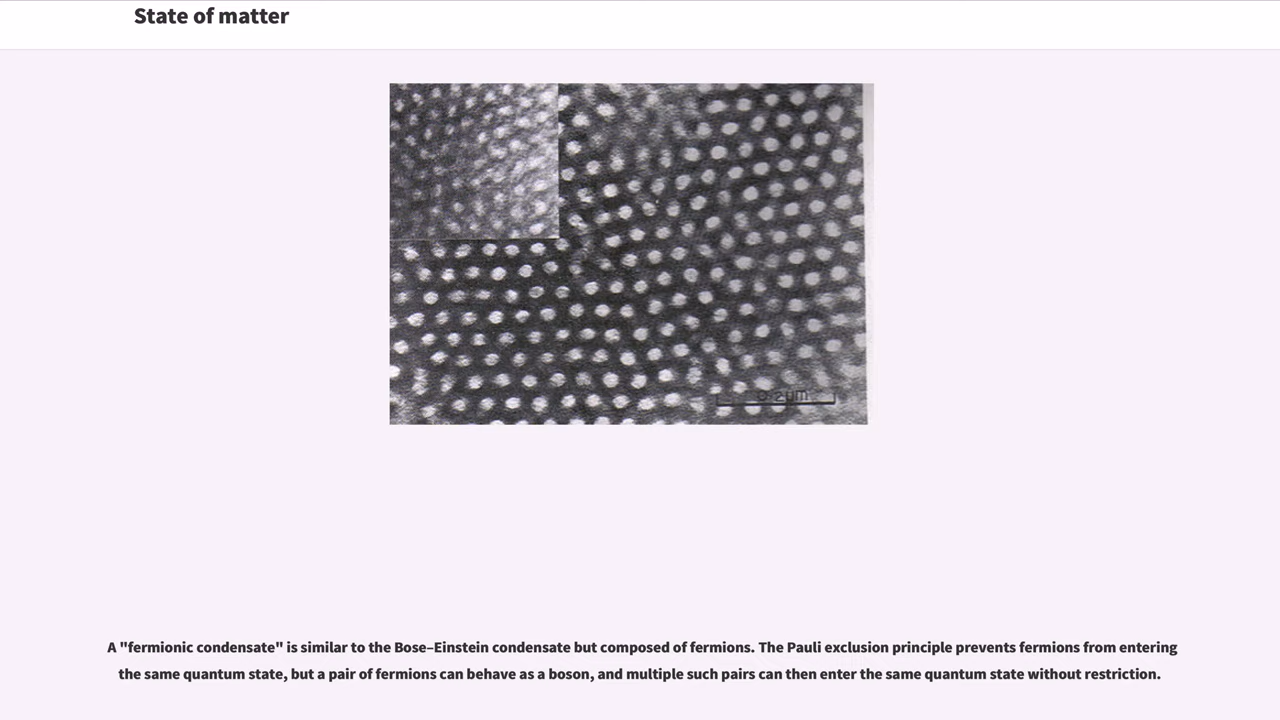 State of matter
0.2μm
A "fermionic condensate" is similar to the Bose–Einstein condensate but composed of fermions. The Pauli exclusion principle prevents fermions from entering
the same quantum state, but a pair of fermions can behave as a boson, and multiple such pairs can then enter the same quantum state without restriction.